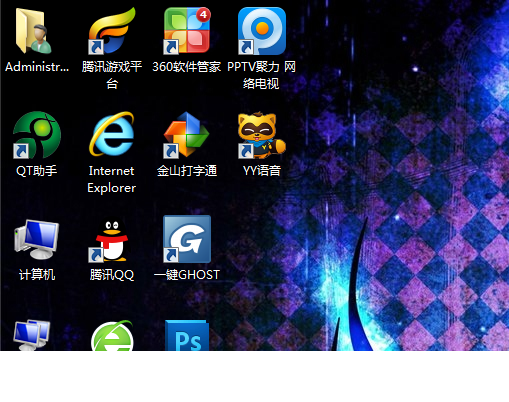 Administr...
腾讯游戏平
台
4
360软件管家
PPTV聚力 网
络电视
QT助手
Internet
Explorer
金山打字通
YY语音
计算机
腾讯QQ
G
一键GHOST
Ps